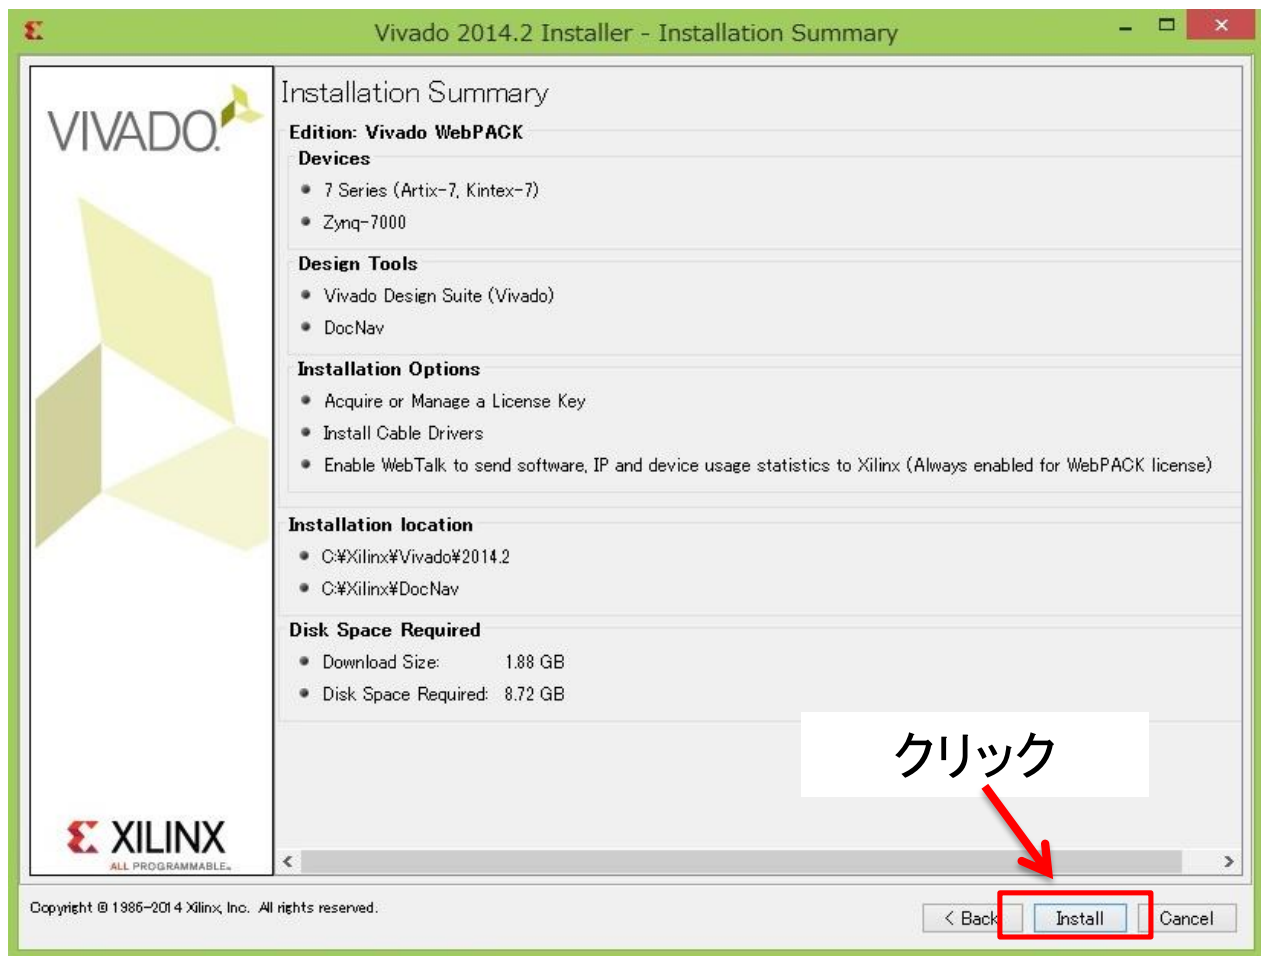 Vivado 2014.2 Installer - Installation Summary
VIVADO.
Installation Summary
Edition: Vivado WebPACK
Devices
7 Series (Artix-7, Kintex-7)
Zynq-7000
Design Tools
Vivado Design Suite (Vivado)
DocNav
Installation Options
Acquire or Manage a License Key
Install Cable Drivers
Enable WebTalk to send software, IP and device usage statistics to Xilinx (Always enabled for WebPACK license)
Installation location
C:¥Xilinx¥Vivado¥2014.2
C:¥Xilinx¥DocNav
Disk Space Required
Download Size: 1.88 GB
Disk Space Required: 8.72 GB
クリック
XILINX
ALL PROGRAMMABLE™
Copyright © 1986-2014 Xilinx, Inc. All rights reserved.
< Back Install Cancel